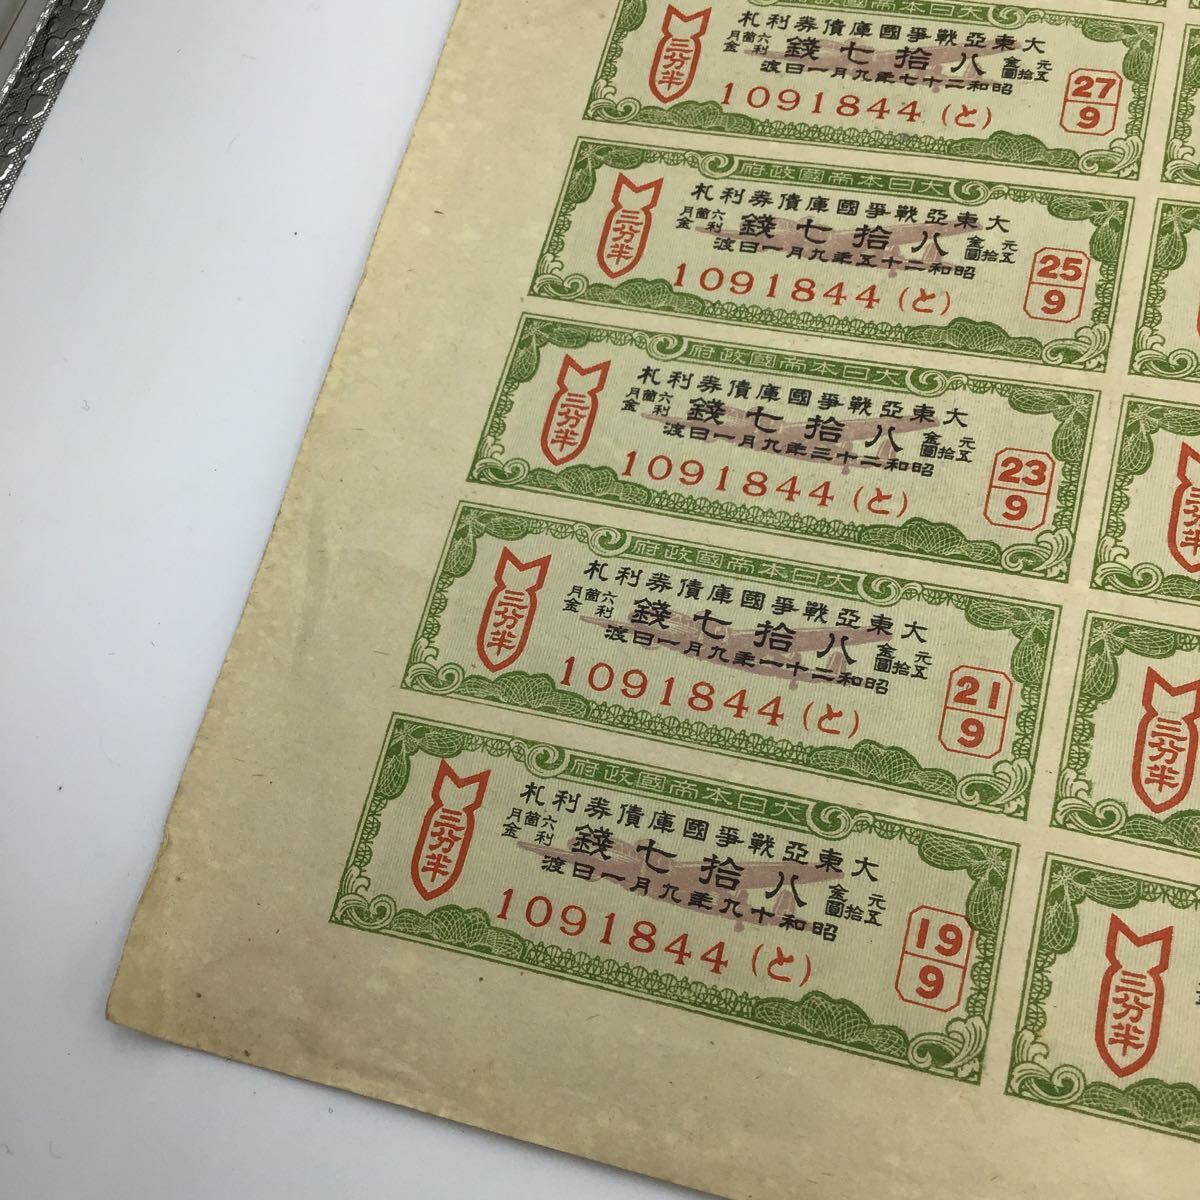 大日本帝國政府
大東亞戰爭國庫債券利札
元金五拾圓
八拾七錢
六箇月利金
昭和二十七年九月一日渡
三分半
1091844 (と)
27
9
大日本帝國政府
大東亞戰爭國庫債券利札
元金五拾圓
八拾七錢
六箇月利金
昭和二十五年九月一日渡
三分半
1091844 (と)
25
9
大日本帝國政府
大東亞戰爭國庫債券利札
元金五拾圓
八拾七錢
六箇月利金
昭和二十三年九月一日渡
三分半
1091844 (と)
23
9
三分半
大日本帝國政府
大東亞戰爭國庫債券利札
元金五拾圓
八拾七錢
六箇月利金
昭和二十一年九月一日渡
三分半
1091844 (と)
21
9
三分半
大日本帝國政府
大東亞戰爭國庫債券利札
元金五拾圓
八拾七錢
六箇月利金
昭和十九年九月一日渡
三分半
1091844 (と)
19
9
三分半